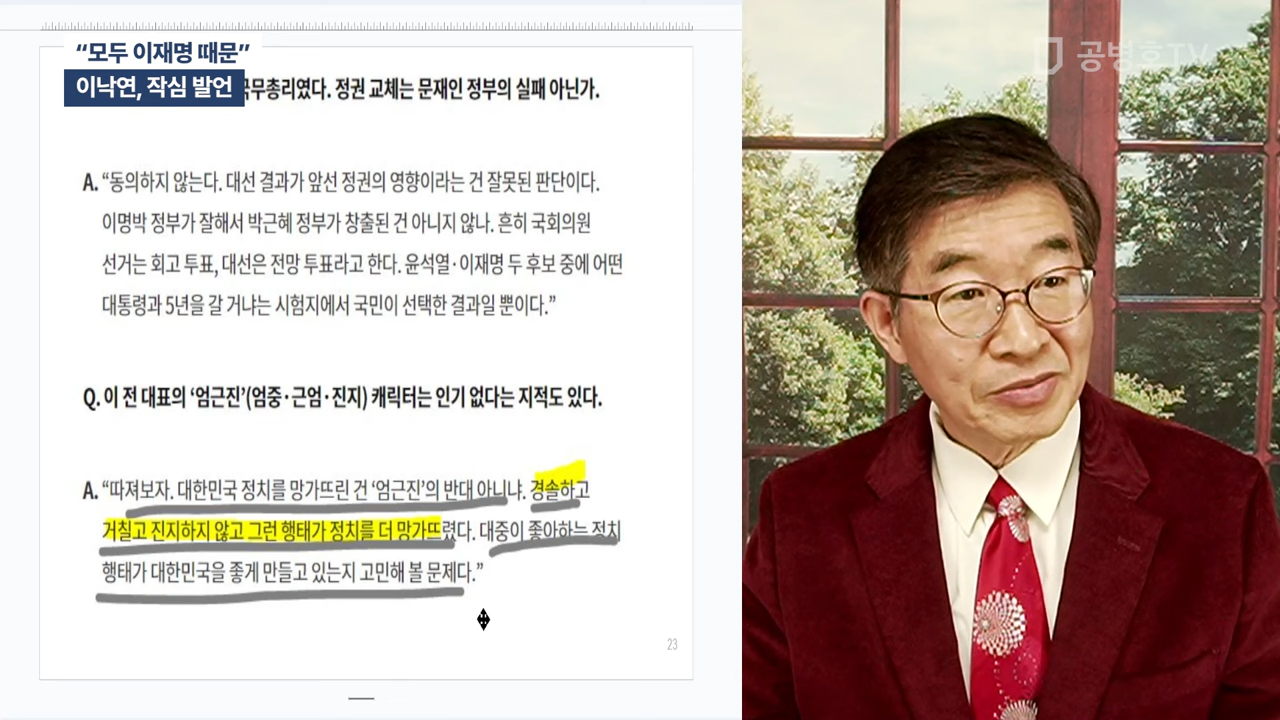 “모두 이재명 때문”
이낙연, 작심 발언
국무총리였다. 정권 교체는 문재인 정부의 실패 아닌가.
A. “동의하지 않는다. 대선 결과가 앞선 정권의 영향이라는 건 잘못된 판단이다.
이명박 정부가 잘해서 박근혜 정부가 창출된 건 아니지 않나. 흔히 국회의원
선거는 회고 투표, 대선은 전망 투표라고 한다. 윤석열·이재명 두 후보 중에 어떤
대통령과 5년을 갈 거냐는 시험지에서 국민이 선택한 결과일 뿐이다.”
Q. 이 전 대표의 ‘엄근진’(엄중·근엄·진지) 캐릭터는 인기 없다는 지적도 있다.
A. “따져보자. 대한민국 정치를 망가뜨린 건 ‘엄근진’의 반대 아니냐. 경솔하고
거칠고 진지하지 않고 그런 행태가 정치를 더 망가뜨렸다. 대중이 좋아하는 정치
행태가 대한민국을 좋게 만들고 있는지 고민해 볼 문제다.”
23
공병호TV